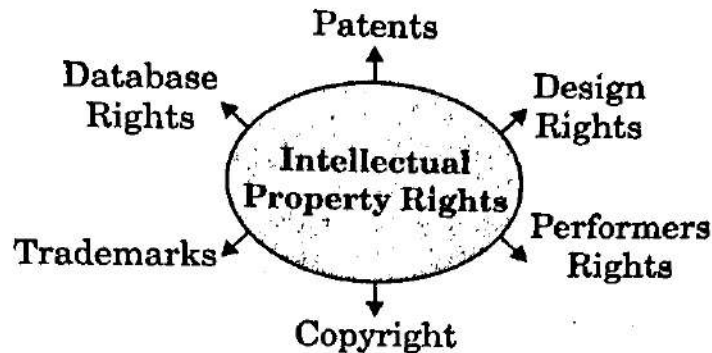 Patents
Database
Rights
Design
Rights
Intellectual
Property Rights
Trademarks
Performers
Rights
Copyright